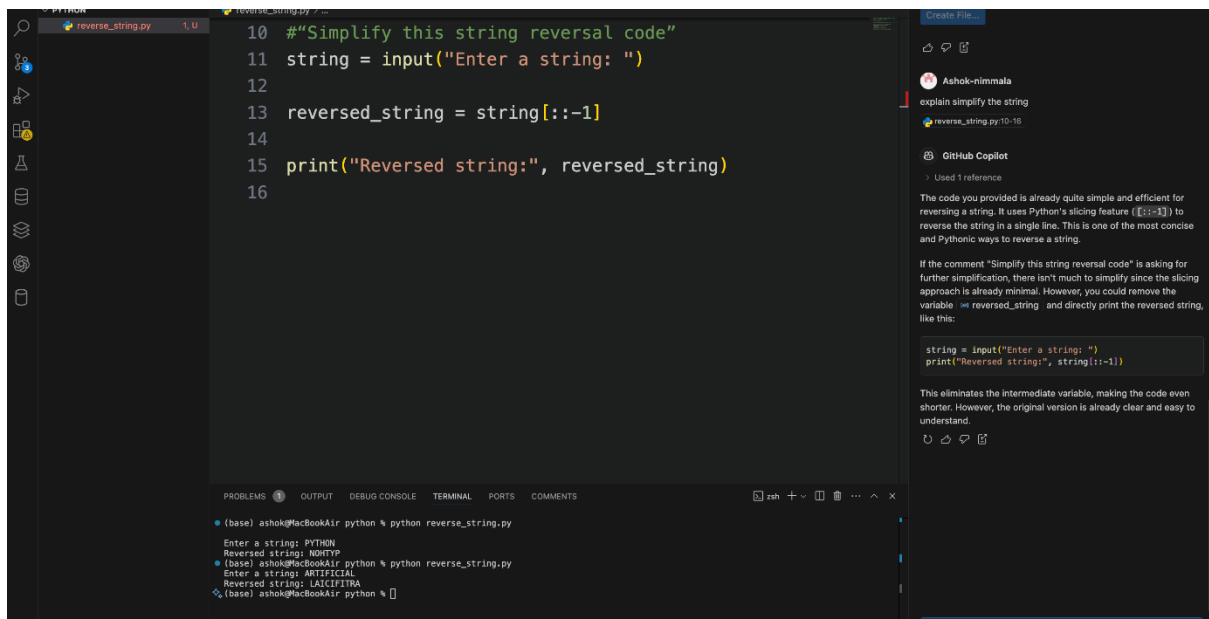 PYTHON
reverse_string.py 1, U
reverse_string.py / ...
10 #“Simplify this string reversal code”
11 string = input("Enter a string: ")
12
13 reversed_string = string[::-1]
14
15 print("Reversed string:", reversed_string)
16
3
PROBLEMS 1 OUTPUT DEBUG CONSOLE TERMINAL PORTS COMMENTS
zsh
(base) ashok@MacBookAir python % python reverse_string.py
Enter a string: PYTHON
Reversed string: NOHTYP
(base) ashok@MacBookAir python % python reverse_string.py
Enter a string: ARTIFICIAL
Reversed string: LAICIFITRA
(base) ashok@MacBookAir python %
Create File...
Ashok-nimmala
explain simplify the string
reverse_string.py:10-16
GitHub Copilot
> Used 1 reference
The code you provided is already quite simple and efficient for
reversing a string. It uses Python's slicing feature ( [::-1] ) to
reverse the string in a single line. This is one of the most concise
and Pythonic ways to reverse a string.
If the comment "Simplify this string reversal code" is asking for
further simplification, there isn't much to simplify since the slicing
approach is already minimal. However, you could remove the
variable reversed_string and directly print the reversed string,
like this:
string = input("Enter a string: ")
print("Reversed string:", string[::-1])
This eliminates the intermediate variable, making the code even
shorter. However, the original version is already clear and easy to
understand.